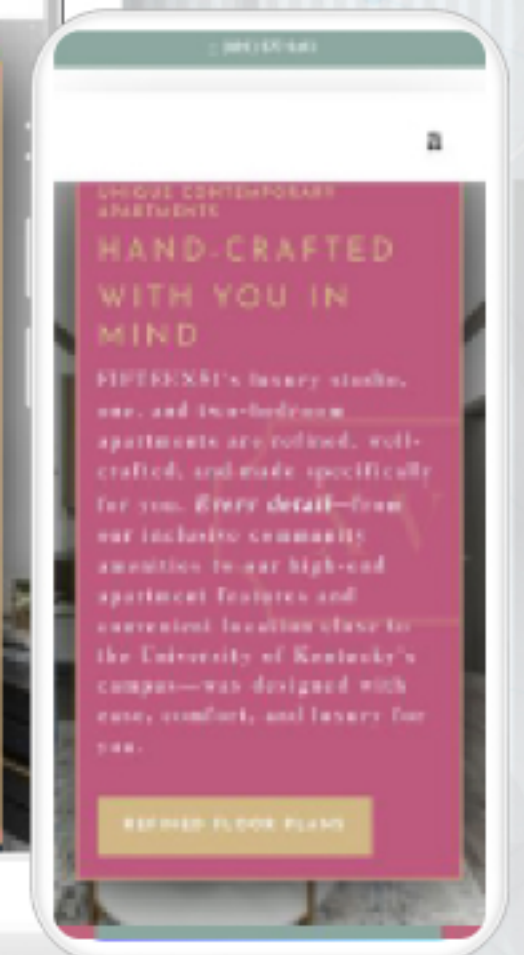 UNIQUE CONTEMPORARY
APARTMENTS
HAND-CRAFTED
WITH YOU IN
MIND
luxury studio,
one, and two-bedroom
apartments are refined, well-
crafted, and made specifically
for you. Every detail—from
our inclusive community
amenities to our high-end
apartment features and
convenient location close to
the University of Kentucky's
campus—was designed with
ease, comfort, and luxury for
you.
REFINED FLOOR PLANS